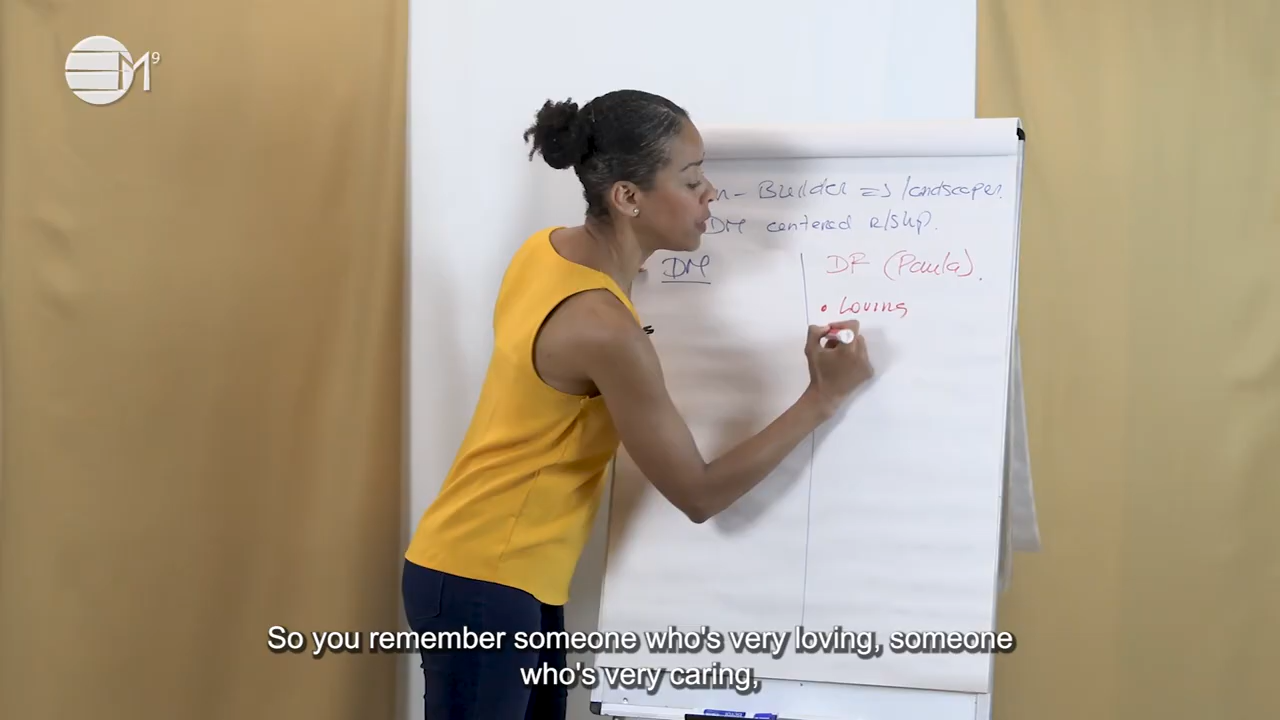 EM9
n - Builder => landscaper.
DM centered r/ship.
DM
DF (Paula).
• Loving
So you remember someone who's very loving, someone
who's very caring,